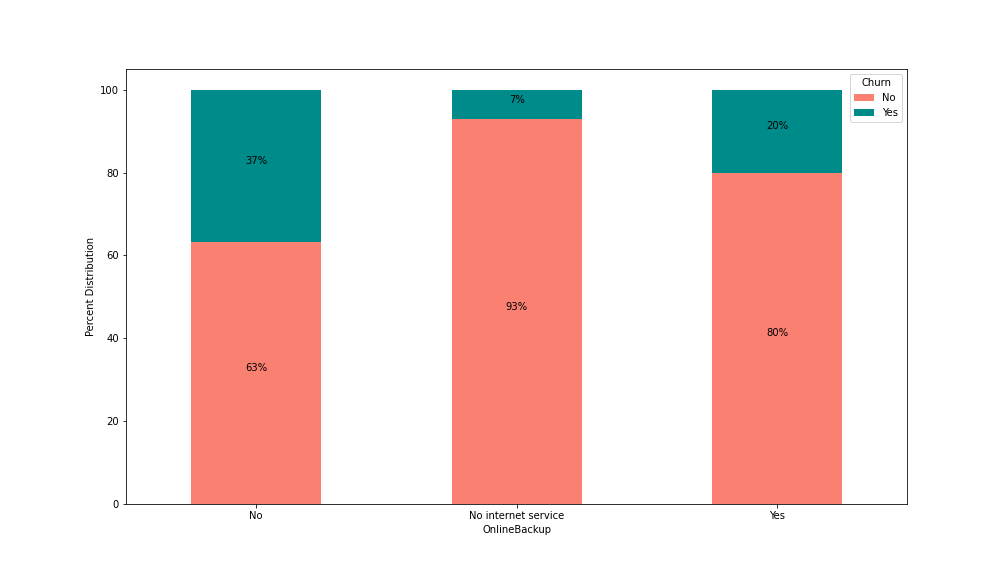 Churn
No
Yes
100
80
60
40
20
0
Percent Distribution
37%
63%
7%
93%
20%
80%
No
No internet service
Yes
OnlineBackup